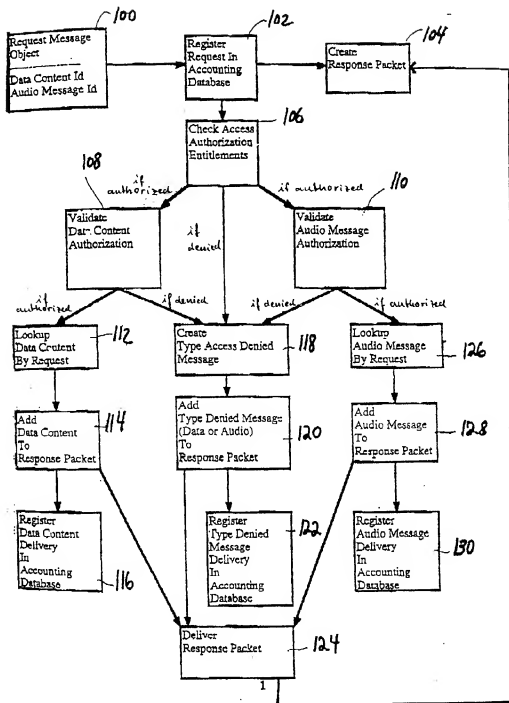 100
Request Message
Object
Data Content Id
Audio Message Id
102
Register
Request In
Accounting
Database
104
Create
Response Packet
106
Check Access
Authorization
Entitlements
if
authorized
if
denied
if authorized
108
Validate
Data Content
Authorization
110
Validate
Audio Message
Authorization
if
authorized
if denied
if denied
if
authorized
Lookup
Data Content
By Request
112
Create
Type Access Denied
Message
118
Lookup
Audio Message
By Request
126
Add
Data Content
To
Response Packet
114
Add
Type Denied Message
(Data or Audio)
To
Response Packet
120
Add
Audio Message
To
Response Packet
128
Register
Data Content
Delivery
In
Accounting
Database
116
Register
Type Denied
Message
Delivery
In
Accounting
Database
122
Register
Audio Message
Delivery
In
Accounting
Database
130
Deliver
Response Packet
124
1